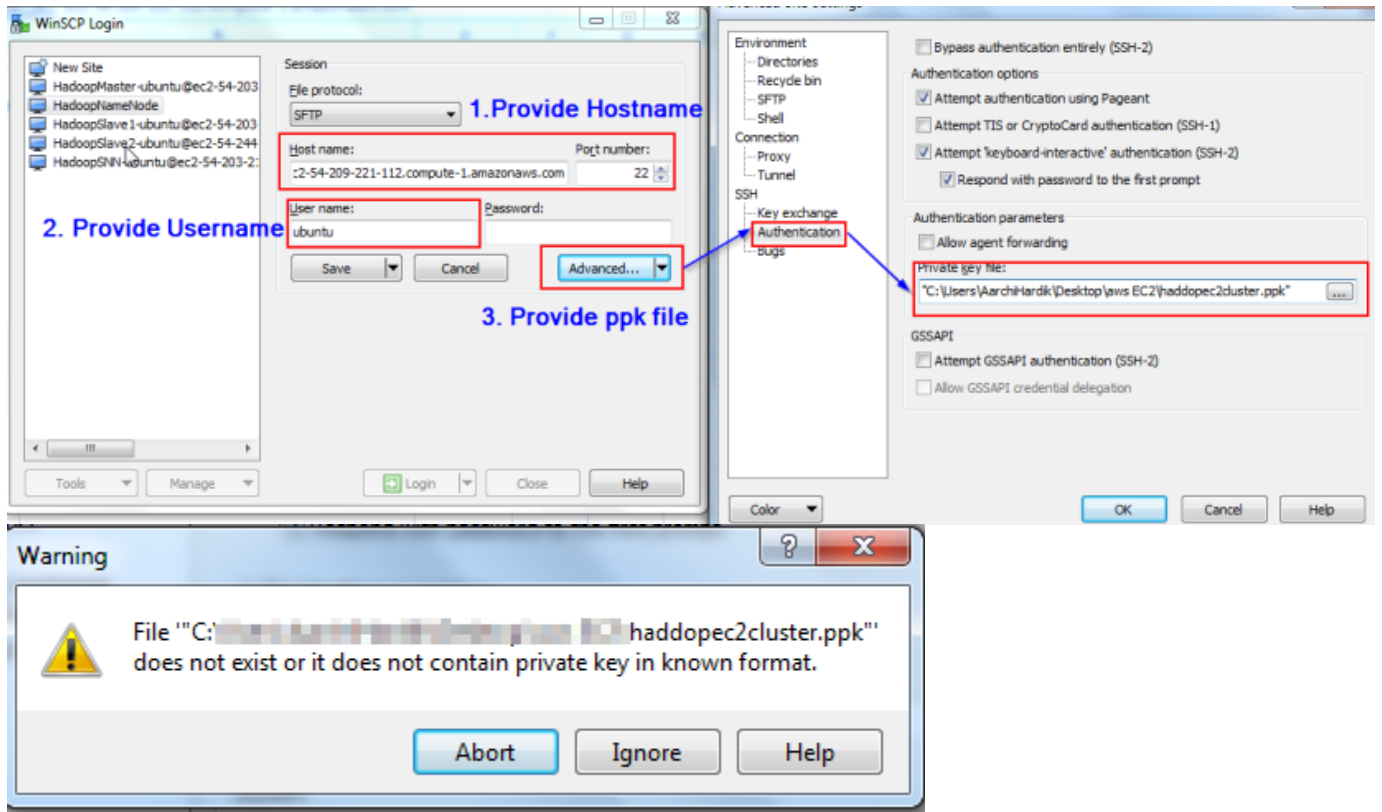 WinSCP Login
New Site
HadoopMaster-ubuntu@ec2-54-203
HadoopNameNode
HadoopSlave1-ubuntu@ec2-54-203
HadoopSlave2-ubuntu@ec2-54-244
HadoopSNN-ubuntu@ec2-54-203-2
Session
File protocol:
SFTP
1.Provide Hostname
Host name:
Port number:
:2-54-209-221-112.compute-1.amazonaws.com
22
User name:
Password:
2. Provide Username
ubuntu
Save
Cancel
Advanced...
3. Provide ppk file
Tools
Manage
Login
Close
Help
Environment
Directories
Recycle bin
SFTP
Shell
Connection
Proxy
Tunnel
SSH
Key exchange
Authentication
Bugs
Bypass authentication entirely (SSH-2)
Authentication options
Attempt authentication using Pageant
Attempt TIS or CryptoCard authentication (SSH-1)
Attempt 'keyboard-interactive' authentication (SSH-2)
Respond with password to the first prompt
Authentication parameters
Allow agent forwarding
Private key file:
"C:\Users\AarchiHardik\Desktop\aws EC2\haddopec2cluster.ppk"
...
GSSAPI
Attempt GSSAPI authentication (SSH-2)
Allow GSSAPI credential delegation
Color
OK
Cancel
Help
Warning
File '"C:\ haddopec2cluster.ppk"'
does not exist or it does not contain private key in known format.
Abort
Ignore
Help